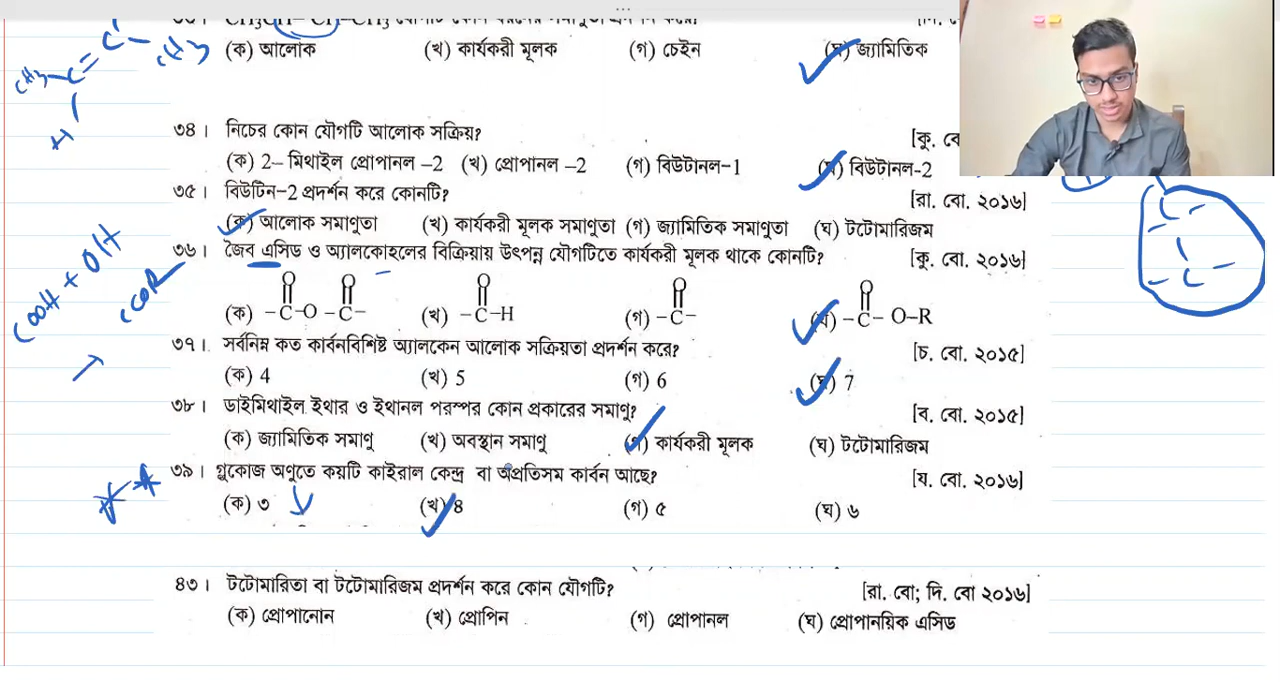 (ক) আলোক (খ) কার্যকরী মূলক (গ) চেইন (ঘ) জ্যামিতিক
C CH3
CH3 C
H
৩৪। নিচের কোন যৌগটি আলোক সক্রিয়? [কু. বো
(ক) 2– মিথাইল প্রোপানল –2 (খ) প্রোপানল –2 (গ) বিউটানল–1 (ঘ) বিউটানল-2
৩৫। বিউটিন–2 প্রদর্শন করে কোনটি? [রা. বো. ২০১৬]
(ক) আলোক সমাণুতা (খ) কার্যকরী মূলক সমাণুতা (গ) জ্যামিতিক সমাণুতা (ঘ) টটোমারিজম
৩৬। জৈব এসিড ও অ্যালকোহলের বিক্রিয়ায় উৎপন্ন যৌগটিতে কার্যকরী মূলক থাকে কোনটি? [কু. বো. ২০১৬]
COOH + OH
O O O O O
(ক) –C–O –C– (খ) –C–H (গ) –C– (ঘ) –C– O–R
৩৭। সর্বনিম্ন কত কার্বনবিশিষ্ট অ্যালকেন আলোক সক্রিয়তা প্রদর্শন করে? [চ. বো. ২০১৫]
(ক) 4 (খ) 5 (গ) 6 (ঘ) 7
৩৮। ডাইমিথাইল ইথার ও ইথানল পরস্পর কোন প্রকারের সমাণু? [ব. বো. ২০১৫]
(ক) জ্যামিতিক সমাণু (খ) অবস্থান সমাণু (গ) কার্যকরী মূলক (ঘ) টটোমারিজম
৩৯। গ্লুকোজ অণুতে কয়টি কাইরাল কেন্দ্র বা অপ্রতিসম কার্বন আছে? [য. বো. ২০১৬]
(ক) ৩ (খ) ৪ (গ) ৫ (ঘ) ৬
৪৩। টটোমারিতা বা টটোমারিজম প্রদর্শন করে কোন যৌগটি? [রা. বো; দি. বো ২০১৬]
(ক) প্রোপানোন (খ) প্রোপিন (গ) প্রোপানল (ঘ) প্রোপানয়িক এসিড